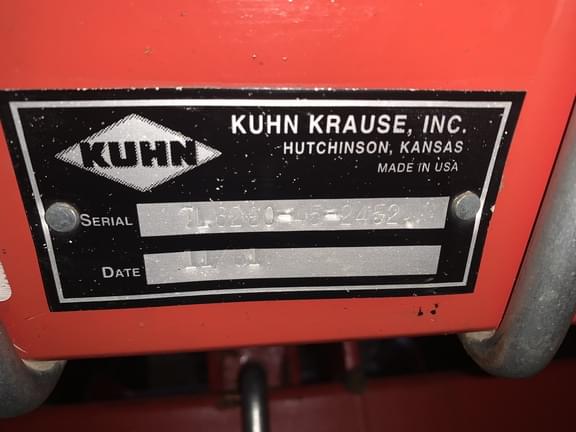 KUHN
KUHN KRAUSE, INC.
HUTCHINSON, KANSAS
MADE IN USA
SERIAL
DATE